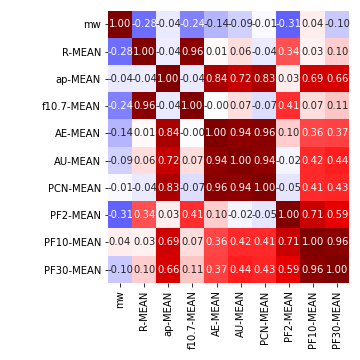 mw 1.00 -0.28 -0.04 -0.24 -0.14 -0.09 -0.01 -0.31 0.04 -0.10
R-MEAN -0.28 1.00 -0.04 0.96 0.01 0.06 -0.04 0.34 0.03 0.10
ap-MEAN -0.04 -0.04 1.00 -0.04 0.84 0.72 0.83 0.03 0.69 0.66
f10.7-MEAN -0.24 0.96 -0.04 1.00 -0.00 0.07 -0.07 0.41 0.07 0.11
AE-MEAN -0.14 0.01 0.84 -0.00 1.00 0.94 0.96 0.10 0.36 0.37
AU-MEAN -0.09 0.06 0.72 0.07 0.94 1.00 0.94 -0.02 0.42 0.44
PCN-MEAN -0.01 -0.04 0.83 -0.07 0.96 0.94 1.00 -0.05 0.41 0.43
PF2-MEAN -0.31 0.34 0.03 0.41 0.10 -0.02 -0.05 1.00 0.71 0.59
PF10-MEAN 0.04 0.03 0.69 0.07 0.36 0.42 0.41 0.71 1.00 0.96
PF30-MEAN -0.10 0.10 0.66 0.11 0.37 0.44 0.43 0.59 0.96 1.00
mw
R-MEAN
ap-MEAN
f10.7-MEAN
AE-MEAN
AU-MEAN
PCN-MEAN
PF2-MEAN
PF10-MEAN
PF30-MEAN